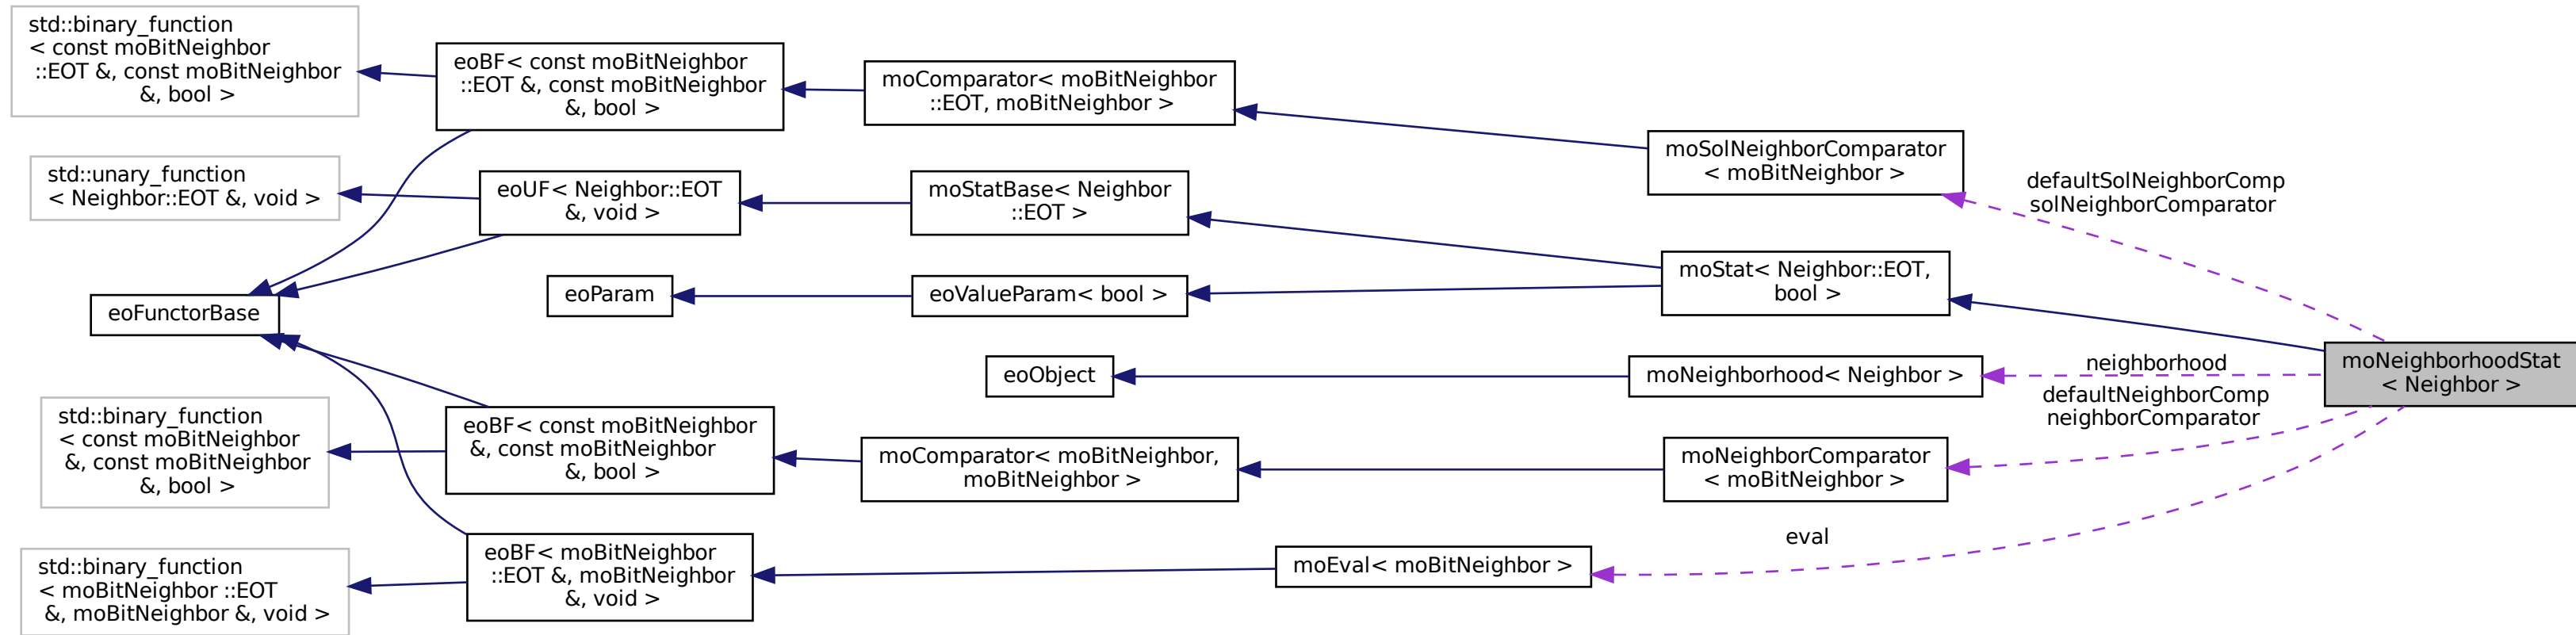 std::binary_function
< const moBitNeighbor
::EOT &, const moBitNeighbor
&, bool >
eoBF< const moBitNeighbor
::EOT &, const moBitNeighbor
&, bool >
moComparator< moBitNeighbor
::EOT, moBitNeighbor >
moSolNeighborComparator
< moBitNeighbor >
defaultSolNeighborComp
solNeighborComparator
std::unary_function
< Neighbor::EOT &, void >
eoUF< Neighbor::EOT
&, void >
moStatBase< Neighbor
::EOT >
moStat< Neighbor::EOT,
bool >
eoParam
eoValueParam< bool >
eoFunctorBase
eoObject
moNeighborhood< Neighbor >
neighborhood
moNeighborhoodStat
< Neighbor >
defaultNeighborComp
neighborComparator
std::binary_function
< const moBitNeighbor
&, const moBitNeighbor
&, bool >
eoBF< const moBitNeighbor
&, const moBitNeighbor
&, bool >
moComparator< moBitNeighbor,
moBitNeighbor >
moNeighborComparator
< moBitNeighbor >
eval
std::binary_function
< moBitNeighbor ::EOT
&, moBitNeighbor &, void >
eoBF< moBitNeighbor
::EOT &, moBitNeighbor
&, void >
moEval< moBitNeighbor >